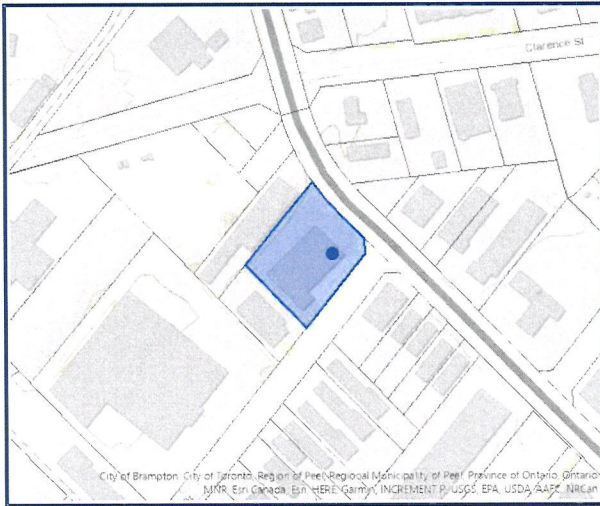 Clarence St
City of Brampton, City of Toronto, Region of Peel, Regional Municipality of Peel, Province of Ontario, Ontario
MNR, Esri Canada, Esri, HERE, Garmin, INCREMENT P, USGS, EPA, USDA, AAFC, NRCan